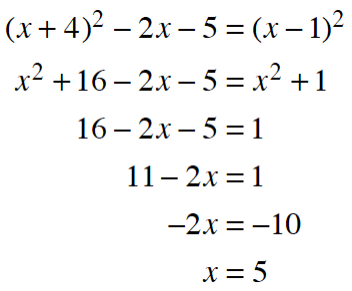 (x + 4)² – 2x – 5 = (x – 1)²
x² + 16 – 2x – 5 = x² + 1
16 – 2x – 5 = 1
11 – 2x = 1
–2x = –10
x = 5